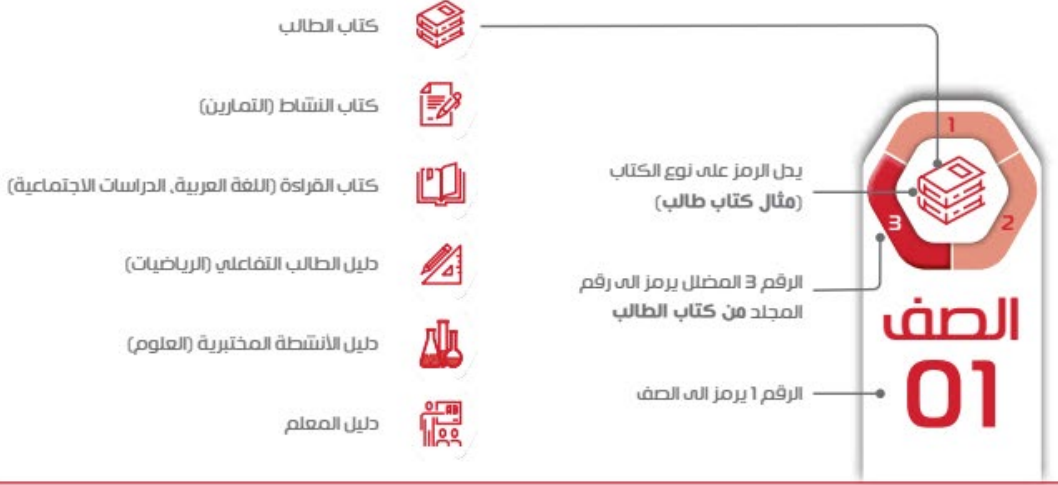 1
2
3
الصف
01
يدل الرمز على نوع الكتاب
(مثال كتاب طالب)
الرقم 3 المضلل يرمز الى رقم
المجلد من كتاب الطالب
الرقم 1 يرمز الى الصف
كتاب الطالب
كتاب النشاط (التمارين)
كتاب القراءة (اللغة العربية، الدراسات الاجتماعية)
دليل الطالب التفاعلي (الرياضيات)
دليل الأنشطة المختبرية (العلوم)
دليل المعلم